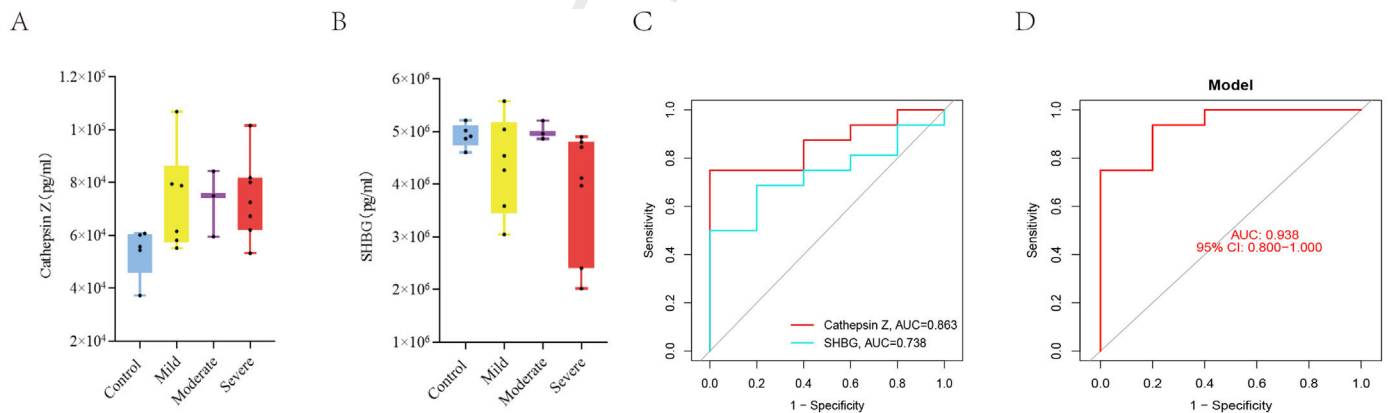 A
B
C
D
Cathepsin Z (pg/ml)
1.2×10⁵
1×10⁵
8×10⁴
6×10⁴
4×10⁴
2×10⁴
Control
Mild
Moderate
Severe
SHBG (pg/ml)
6×10⁶
5×10⁶
4×10⁶
3×10⁶
2×10⁶
1×10⁶
Control
Mild
Moderate
Severe
Sensitivity
1.0
0.8
0.6
0.4
0.2
0.0
Cathepsin Z, AUC=0.863
SHBG, AUC=0.738
0.0 0.2 0.4 0.6 0.8 1.0
1 − Specificity
Model
Sensitivity
1.0
0.8
0.6
0.4
0.2
0.0
AUC: 0.938
95% CI: 0.800−1.000
0.0 0.2 0.4 0.6 0.8 1.0
1 − Specificity